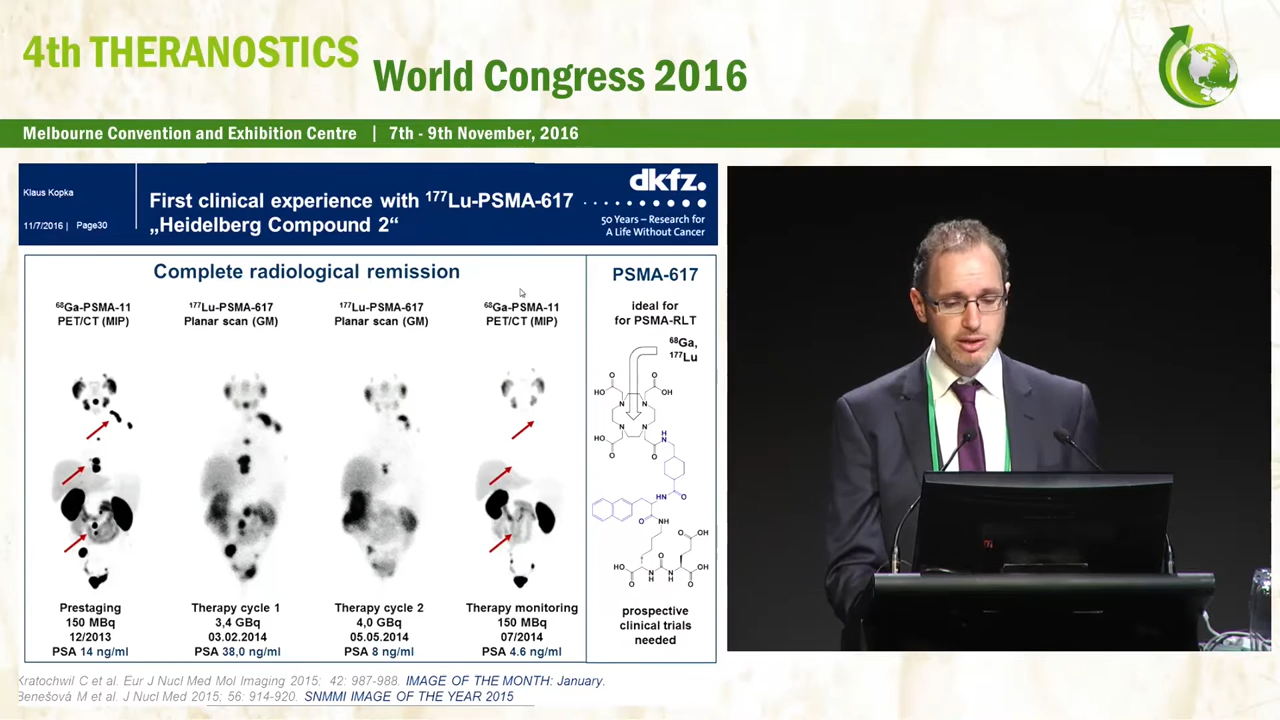 4th THERANOSTICS
World Congress 2016
Melbourne Convention and Exhibition Centre | 7th - 9th November, 2016
Klaus Kopka
11/7/2016 | Page30
First clinical experience with ¹⁷⁷Lu-PSMA-617
„Heidelberg Compound 2“
dkfz.
50 Years – Research for
A Life Without Cancer
Complete radiological remission
⁶⁸Ga-PSMA-11
PET/CT (MIP)
¹⁷⁷Lu-PSMA-617
Planar scan (GM)
¹⁷⁷Lu-PSMA-617
Planar scan (GM)
⁶⁸Ga-PSMA-11
PET/CT (MIP)
Prestaging
150 MBq
12/2013
PSA 14 ng/ml
Therapy cycle 1
3,4 GBq
03.02.2014
PSA 38,0 ng/ml
Therapy cycle 2
4,0 GBq
05.05.2014
PSA 8 ng/ml
Therapy monitoring
150 MBq
07/2014
PSA 4.6 ng/ml
PSMA-617
ideal for
for PSMA-RLT
⁶⁸Ga,
¹⁷⁷Lu
O
O
HO
OH
N
N
N
N
HO
O
O
H
N
HN
O
O
NH
O
OH
HO
O
N
H
O
N
H
O
OH
prospective
clinical trials
needed
Kratochwil C et al. Eur J Nucl Med Mol Imaging 2015; 42: 987-988. IMAGE OF THE MONTH: January.
Benešová M et al. J Nucl Med 2015; 56: 914-920. SNMMI IMAGE OF THE YEAR 2015